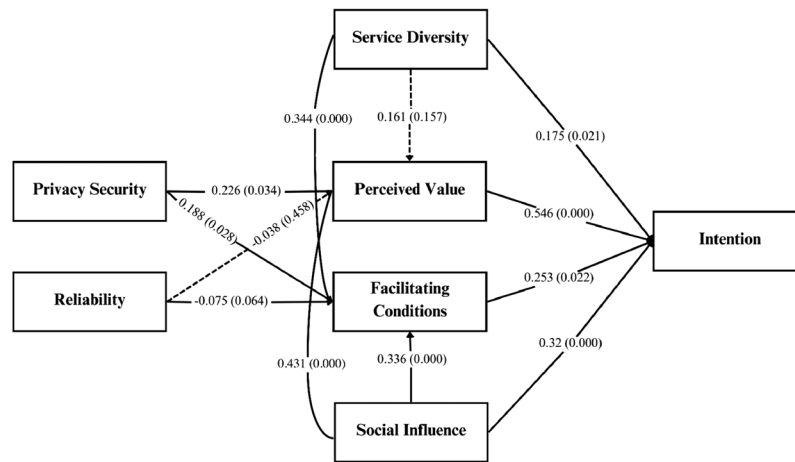 Service Diversity
0.344 (0.000)
0.161 (0.157)
0.175 (0.021)
Privacy Security
0.226 (0.034)
Perceived Value
0.188 (0.028)
-0.038 (0.458)
0.546 (0.000)
Intention
Reliability
-0.075 (0.064)
Facilitating
Conditions
0.253 (0.022)
0.431 (0.000)
0.336 (0.000)
0.32 (0.000)
Social Influence